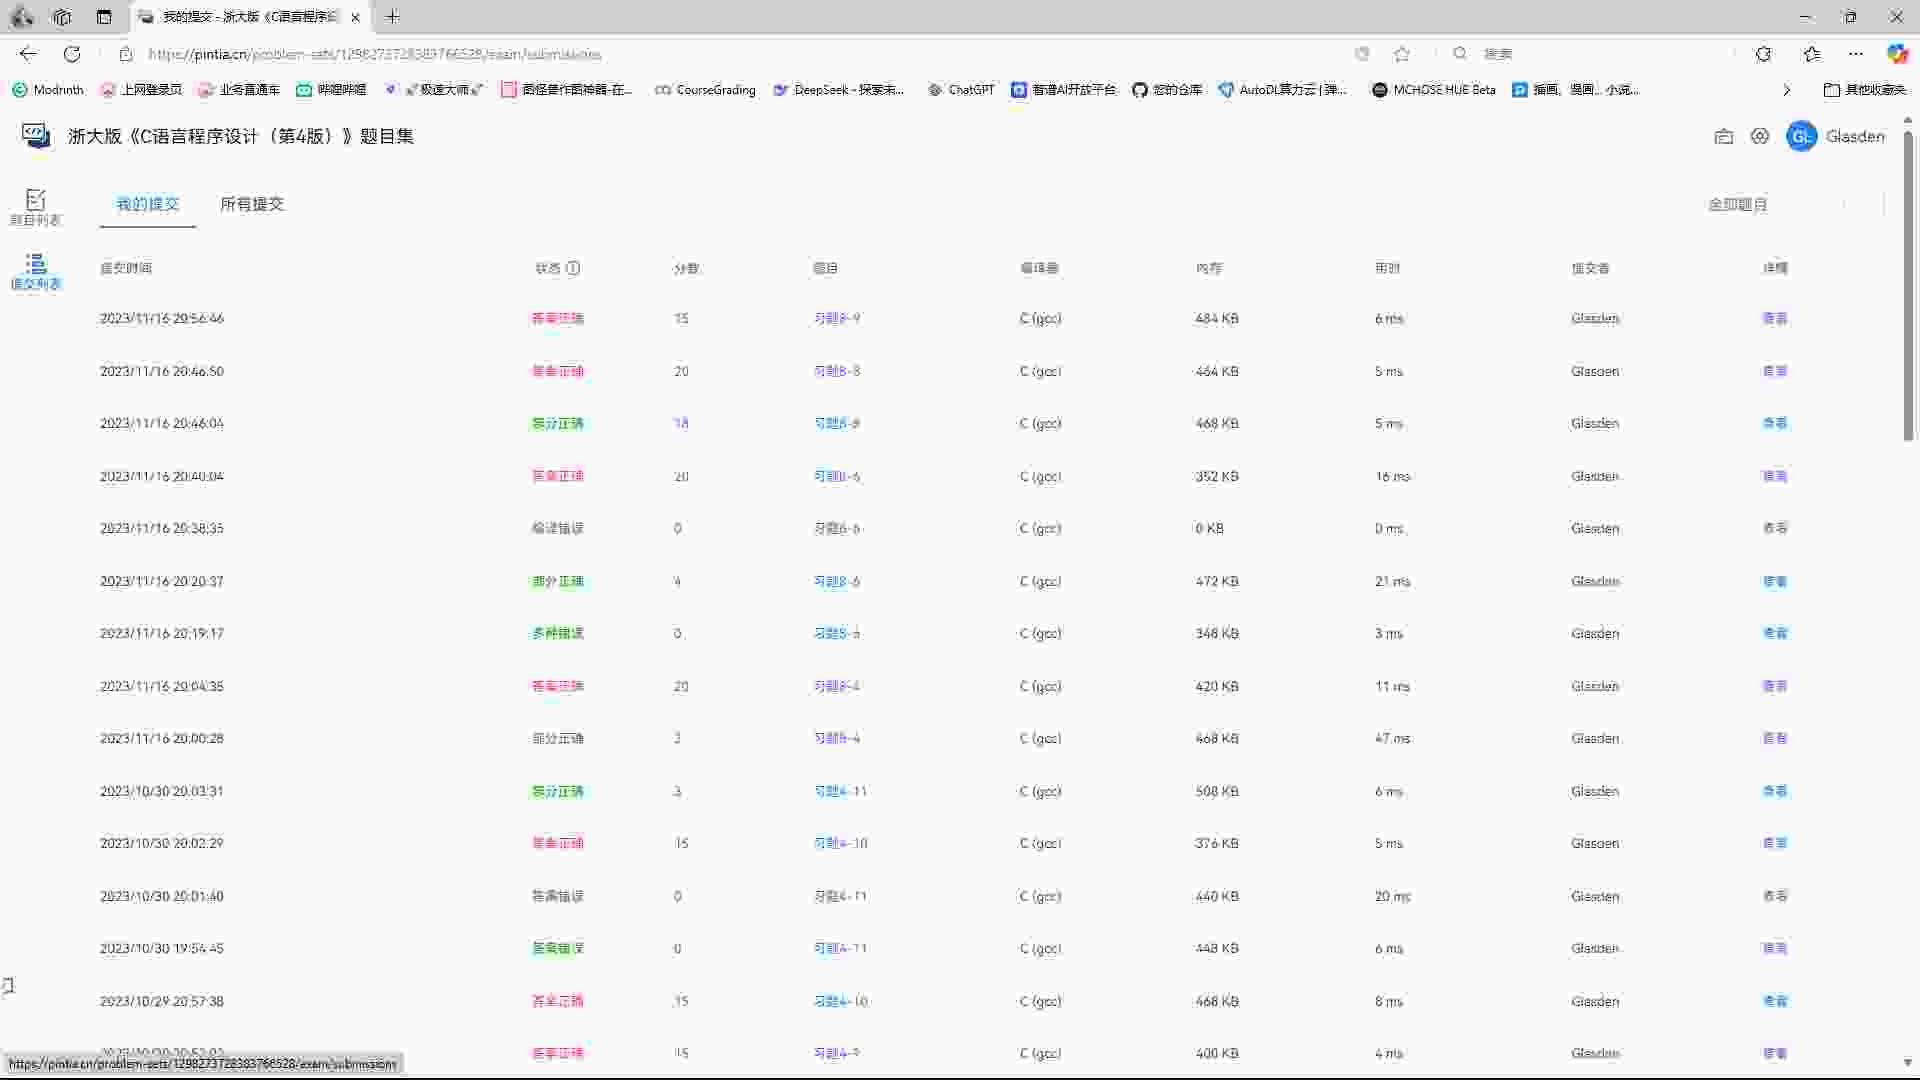 我的提交 - 浙大版《C语言程序设
https://pintia.cn/problem-sets/1298273728383766528/exam/submissions
搜索
Modrinth 上网登录页 业务直通车 哔哩哔哩 极速大师 图怪兽作图神器-在... CourseGrading DeepSeek - 探索未... ChatGPT 智谱AI开放平台 您的仓库 AutoDL算力云 | 弹... MCHOSE HUE Beta 插画、漫画、小说... 其他收藏夹
浙大版《C语言程序设计（第4版）》题目集 GL Glasden
题目列表
提交列表
我的提交 所有提交 全部题目
提交时间 状态 分数 题目 编译器 内存 用时 提交者 详情
2023/11/16 20:56:46 答案正确 15 习题8-9 C (gcc) 484 KB 6 ms Glasden 查看
2023/11/16 20:46:50 答案正确 20 习题8-8 C (gcc) 464 KB 5 ms Glasden 查看
2023/11/16 20:46:04 部分正确 18 习题8-8 C (gcc) 468 KB 5 ms Glasden 查看
2023/11/16 20:40:04 答案正确 20 习题8-6 C (gcc) 352 KB 16 ms Glasden 查看
2023/11/16 20:38:35 编译错误 0 习题8-6 C (gcc) 0 KB 0 ms Glasden 查看
2023/11/16 20:20:37 部分正确 4 习题8-6 C (gcc) 472 KB 21 ms Glasden 查看
2023/11/16 20:19:17 多种错误 0 习题8-6 C (gcc) 348 KB 3 ms Glasden 查看
2023/11/16 20:04:35 答案正确 20 习题8-4 C (gcc) 420 KB 11 ms Glasden 查看
2023/11/16 20:00:28 部分正确 3 习题8-4 C (gcc) 468 KB 47 ms Glasden 查看
2023/10/30 20:03:31 部分正确 3 习题4-11 C (gcc) 508 KB 6 ms Glasden 查看
2023/10/30 20:02:29 答案正确 15 习题4-10 C (gcc) 376 KB 5 ms Glasden 查看
2023/10/30 20:01:40 答案错误 0 习题4-11 C (gcc) 440 KB 20 ms Glasden 查看
2023/10/30 19:54:45 答案错误 0 习题4-11 C (gcc) 448 KB 6 ms Glasden 查看
2023/10/29 20:57:38 答案正确 15 习题4-10 C (gcc) 468 KB 8 ms Glasden 查看
答案正确 15 习题4-9 C (gcc) 400 KB 4 ms Glasden 查看
https://pintia.cn/problem-sets/1298273728383766528/exam/submissions